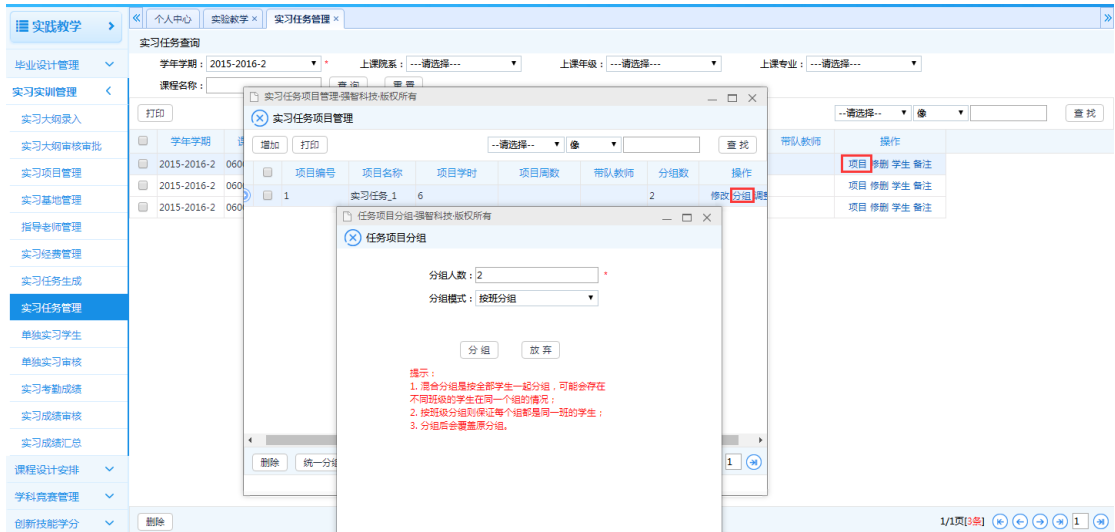 实践教学
毕业设计管理
实习实训管理
实习大纲录入
实习大纲审核审批
实习项目管理
实习基地管理
指导老师管理
实习经费管理
实习任务生成
实习任务管理
单独实习学生
单独实习审核
实习考勤成绩
实习成绩审核
实习成绩汇总
课程设计安排
学科竞赛管理
创新技能学分
个人中心 实验教学 × 实习任务管理 ×
实习任务查询
学年学期：2015-2016-2 * 上课院系：---请选择--- 上课年级：---请选择--- 上课专业：---请选择---
课程名称： 查 询 重 置
打印 --请选择-- 像 查 找
学年学期 带队教师 操作
2015-2016-2 060 项目 修删 学生 备注
2015-2016-2 060 项目 修删 学生 备注
2015-2016-2 060 项目 修删 学生 备注
删除 1/1页[3条] 1
实习任务项目管理-强智科技·版权所有
实习任务项目管理
增加 打印 --请选择-- 像 查 找
项目编号 项目名称 项目学时 项目周数 带队教师 分组数 操作
1 实习任务_1 6 2 修改 分组 调整
删除 统一分组 1
任务项目分组-强智科技·版权所有
任务项目分组
分组人数：2 *
分组模式：按班分组
分 组 放 弃
提示：
1. 混合分组是按全部学生一起分组，可能会存在
不同班级的学生在同一个组的情况；
2. 按班级分组则保证每个组都是同一班的学生；
3. 分组后会覆盖原分组。